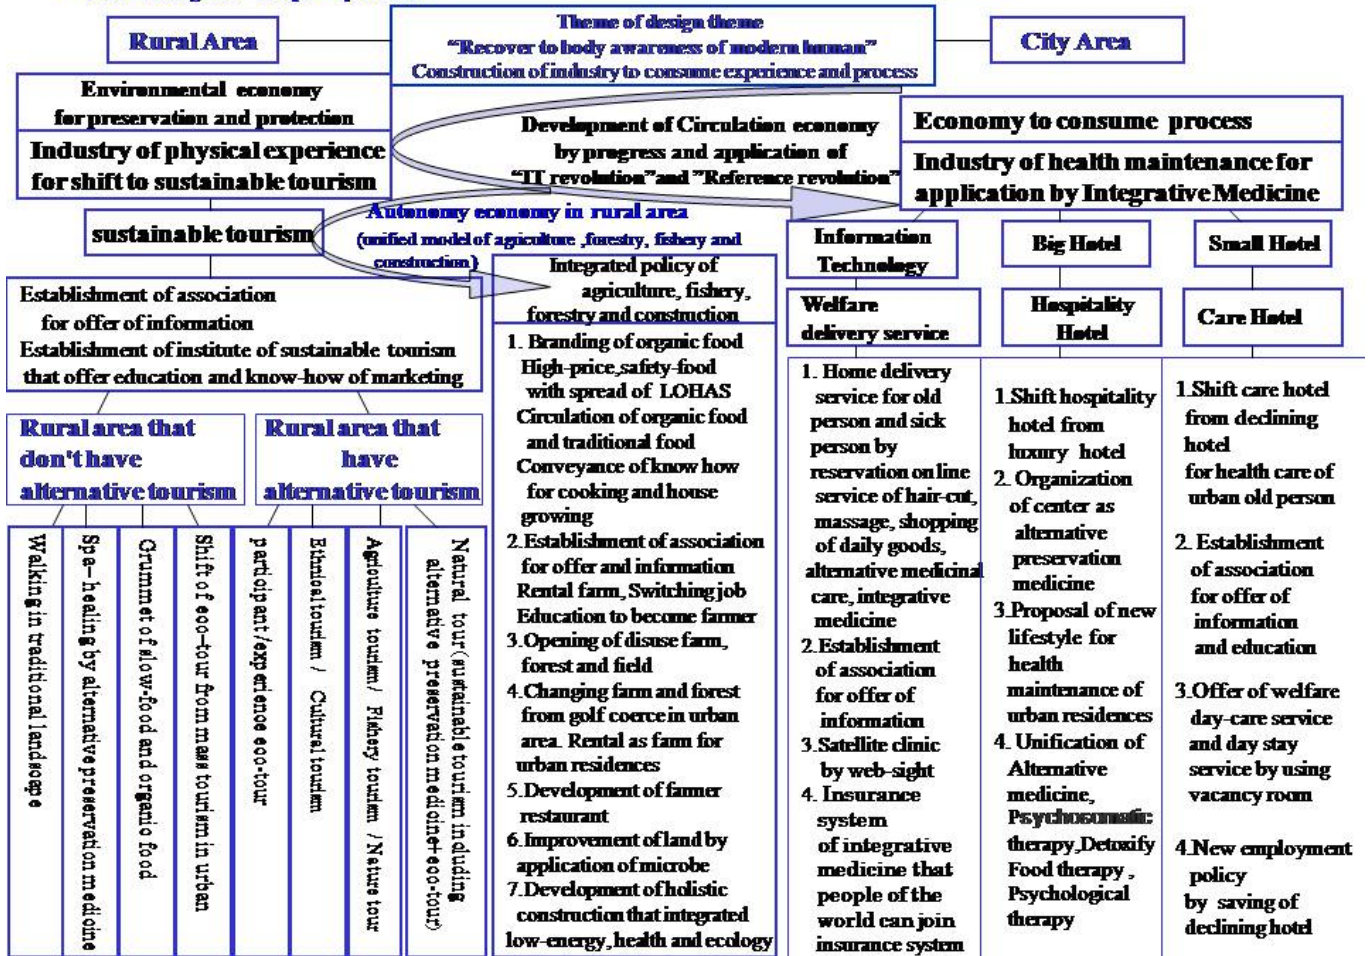 Theme of design theme
“Recover to body awareness of modern human”
Construction of industry to consume experience and process
Rural Area
City Area
Environmental economy
for preservation and protection
Industry of physical experience
for shift to sustainable tourism
Development of Circulation economy
by progress and application of
“IT revolution”and ”Reference revolution”
Economy to consume process
Industry of health maintenance for
application by Integrative Medicine
sustainable tourism
Autonomy economy in rural area
(unified model of agriculture ,forestry, fishery and
construction)
Establishment of association
for offer of information
Establishment of institute of sustainable tourism
that offer education and know-how of marketing
Rural area that
don't have
alternative tourism
Rural area that
have
alternative tourism
Walking in traditional landscape
Spa-healing by alternative preservation medicine
Grummet of slow-food and organic food
Shift of eco-tour from mass tourism in urban
participant/experience eco-tour
Ethnical tourism / Cultural tourism
Agriculture tourism/ Fishery tourism /Nature tour
Natural tour(sustainable tourism including
alternative preservation medicine+eco-tour)
Integrated policy of
agriculture, fishery,
forestry and construction
1. Branding of organic food
High-price,safety-food
with spread of LOHAS
Circulation of organic food
and traditional food
Conveyance of know how
for cooking and house
growing
2.Establishment of association
for offer and information
Rental farm, Switching job
Education to become farmer
3.Opening of disuse farm,
forest and field
4.Changing farm and forest
from golf coerce in urban
area. Rental as farm for
urban residences
5.Development of farmer
restaurant
6.Improvement of land by
application of microbe
7.Development of holistic
construction that integrated
low-energy,health and ecology
Information
Technology
Welfare
delivery service
1. Home delivery
service for old
person and sick
person by
reservation on line
service of hair-cut,
massage, shopping
of daily goods,
alternative medicinal
care, integrative
medicine
2.Establishment
of association
for offer of
information
3.Satellite clinic
by web-sight
4. Insurance
system
of integrative
medicine that
people of the
world can join
insurance system
Big Hotel
Hospitality
Hotel
1.Shift hospitality
hotel from
luxury hotel
2. Organization
of center as
alternative
preservation
medicine
3.Proposal of new
lifestyle for
health
maintenance of
urban residences
4. Unification of
Alternative
medicine,
Psychosomatic
therapy,Detoxify
Food therapy ,
Psychological
therapy
Small Hotel
Care Hotel
1.Shift care hotel
from declining
hotel
for health care of
urban old person
2. Establishment
of association
for offer of
information
and education
3.Offer of welfare
day-care service
and day stay
service by using
vacancy room
4.New employment
policy
by saving of
declining hotel